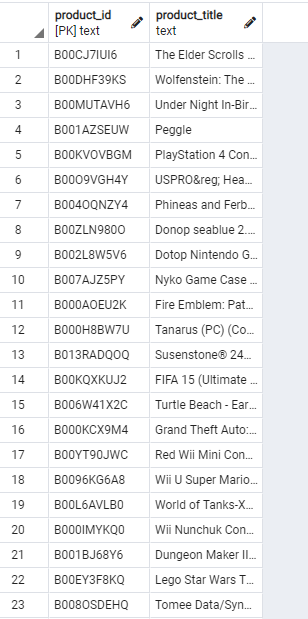 product_id product_title
[PK] text text
1 B00CJ7IUI6 The Elder Scrolls ...
2 B00DHF39KS Wolfenstein: The ...
3 B00MUTAVH6 Under Night In-Bir...
4 B001AZSEUW Peggle
5 B00KVOVBGM PlayStation 4 Con...
6 B00O9VGH4Y USPRO&reg; Hea...
7 B004OQNZY4 Phineas and Ferb...
8 B00ZLN980O Donop seablue 2....
9 B002L8W5V6 Dotop Nintendo G...
10 B007AJZ5PY Nyko Game Case ...
11 B000AOEU2K Fire Emblem: Pat...
12 B000H8BW7U Tanarus (PC) (Co...
13 B013RADQOQ Susenstone® 24...
14 B00KQXKUJ2 FIFA 15 (Ultimate ...
15 B006W41X2C Turtle Beach - Ear...
16 B000KCX9M4 Grand Theft Auto:...
17 B00YT90JWC Red Wii Mini Con...
18 B0096KG6A8 Wii U Super Mario...
19 B00L6AVLB0 World of Tanks-X...
20 B000IMYKQ0 Wii Nunchuk Con...
21 B001BJ68Y6 Dungeon Maker II...
22 B00EY3F8KQ Lego Star Wars T...
23 B008OSDEHQ Tomee Data/Syn...